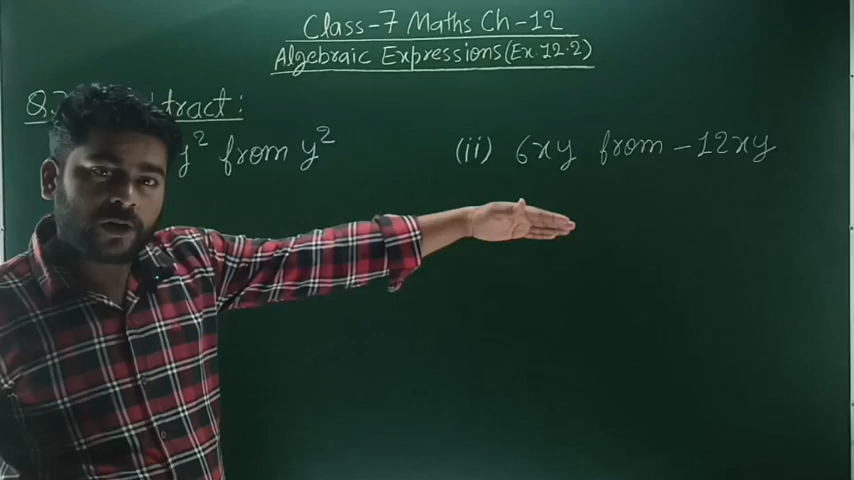 Class-7 Maths Ch-12
Algebraic Expressions (Ex. 12.2)
tract:
y² from y²
(ii) 6xy from -12xy